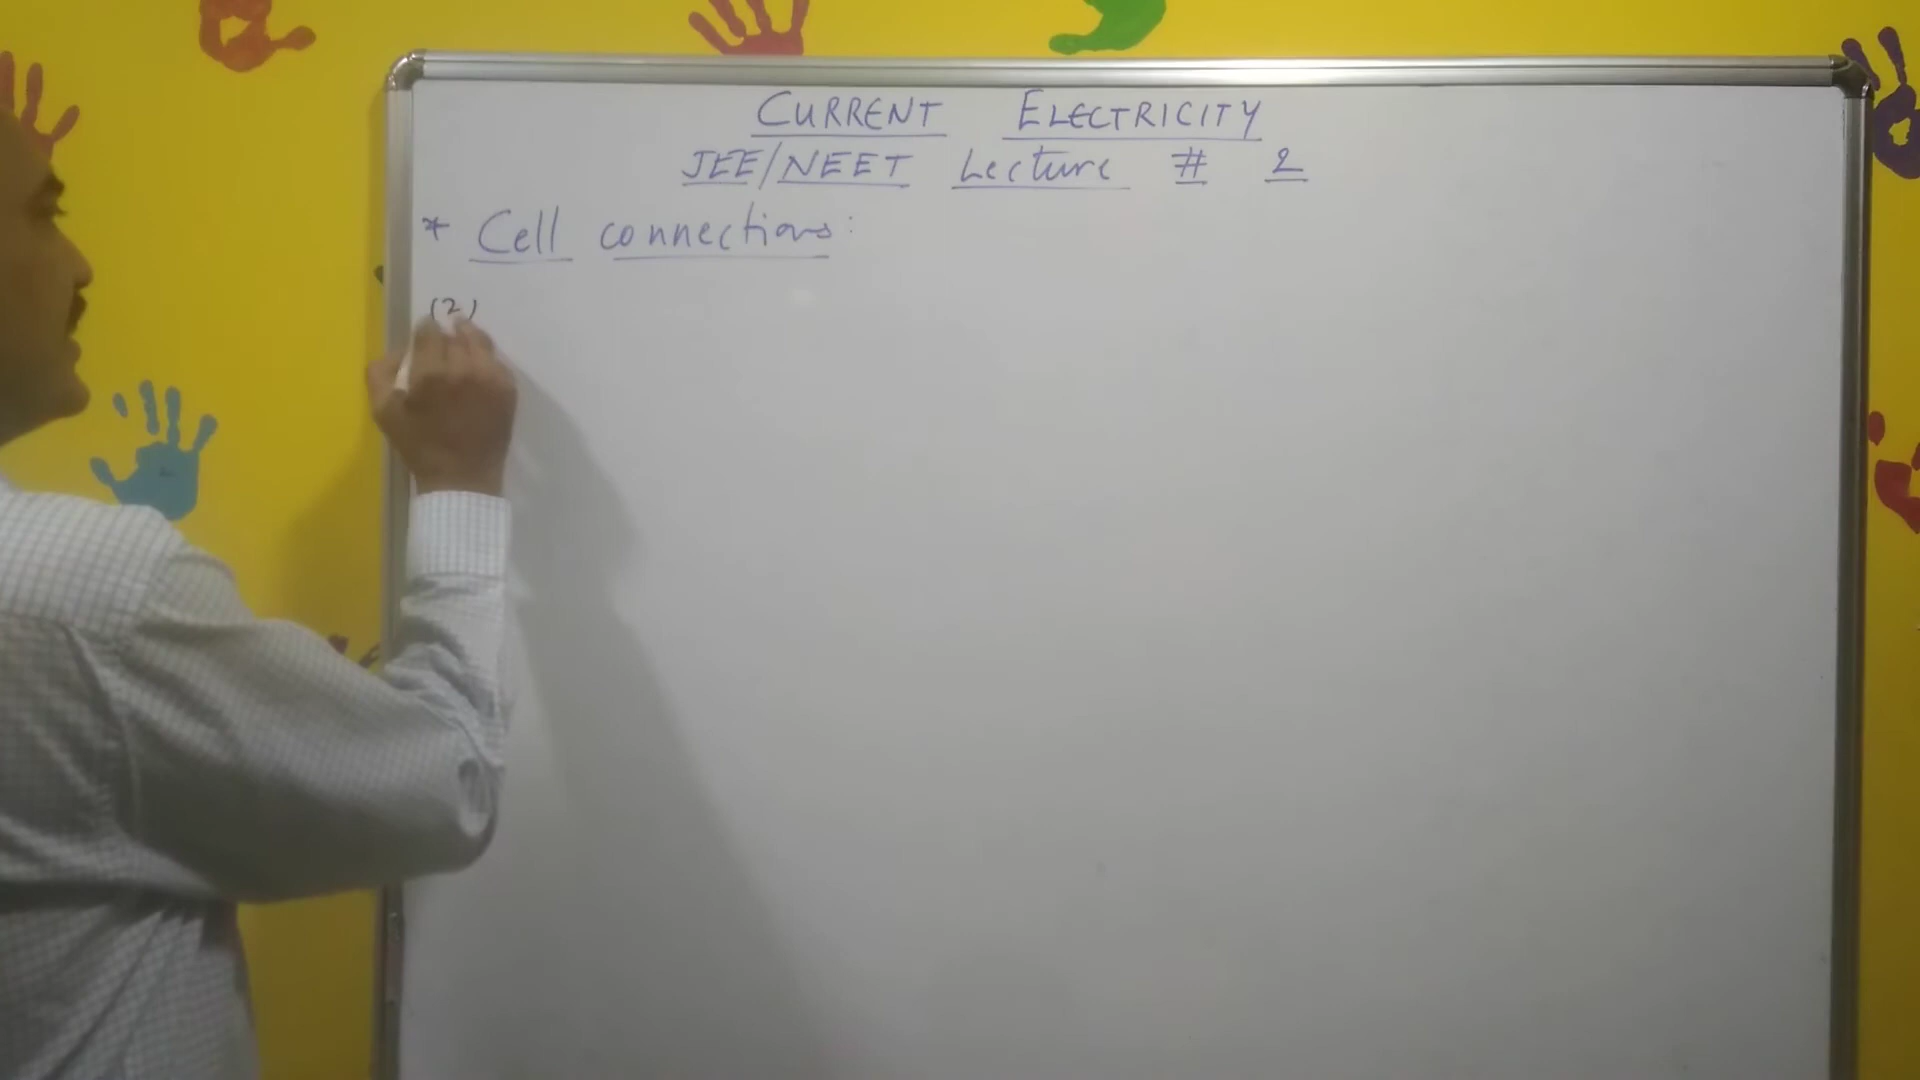 CURRENT ELECTRICITY
JEE/NEET Lecture # 2
* Cell connections:
(2)